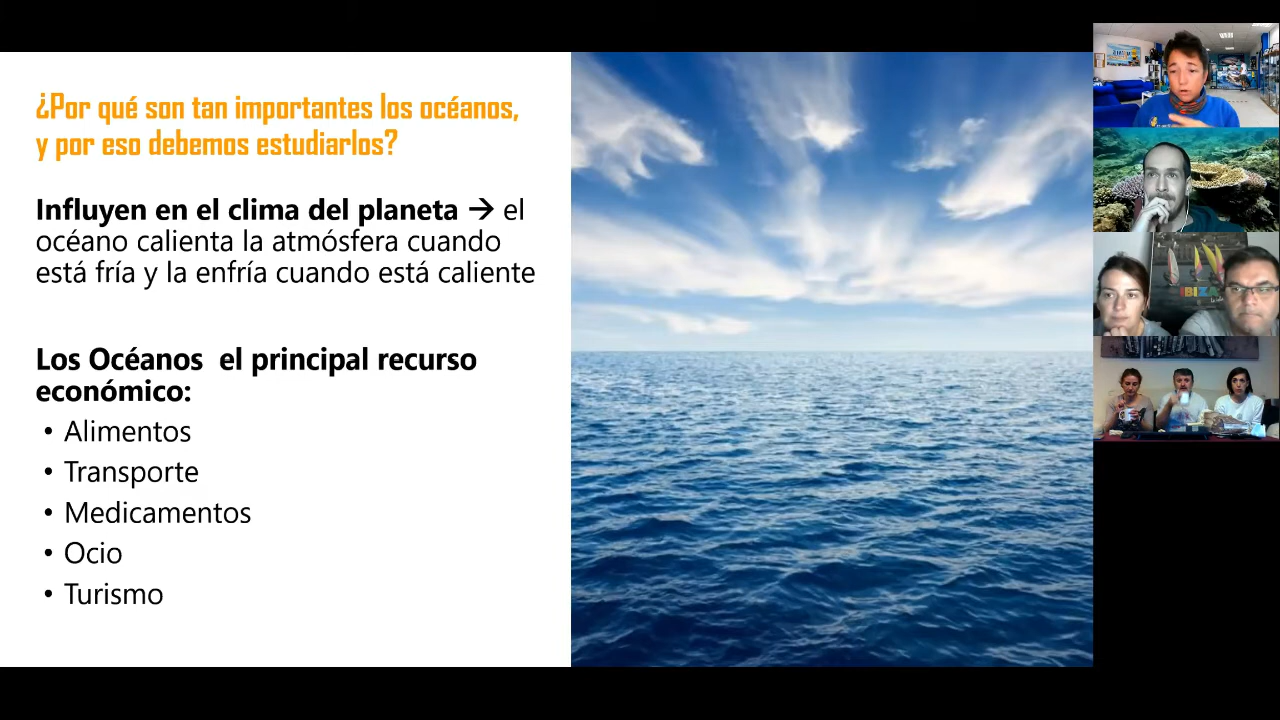 ¿Por qué son tan importantes los océanos,
y por eso debemos estudiarlos?
Influyen en el clima del planeta → el
océano calienta la atmósfera cuando
está fría y la enfría cuando está caliente
Los Océanos  el principal recurso
económico:
• Alimentos
• Transporte
• Medicamentos
• Ocio
• Turismo
IBIZA